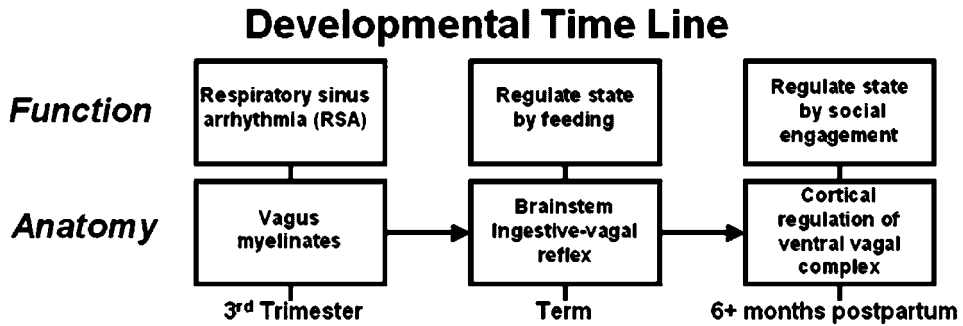 Developmental Time Line
Function
Respiratory sinus
arrhythmia (RSA)
Regulate state
by feeding
Regulate state
by social
engagement
Anatomy
Vagus
myelinates
Brainstem
Ingestive-vagal
reflex
Cortical
regulation of
ventral vagal
complex
3rd Trimester
Term
6+ months postpartum